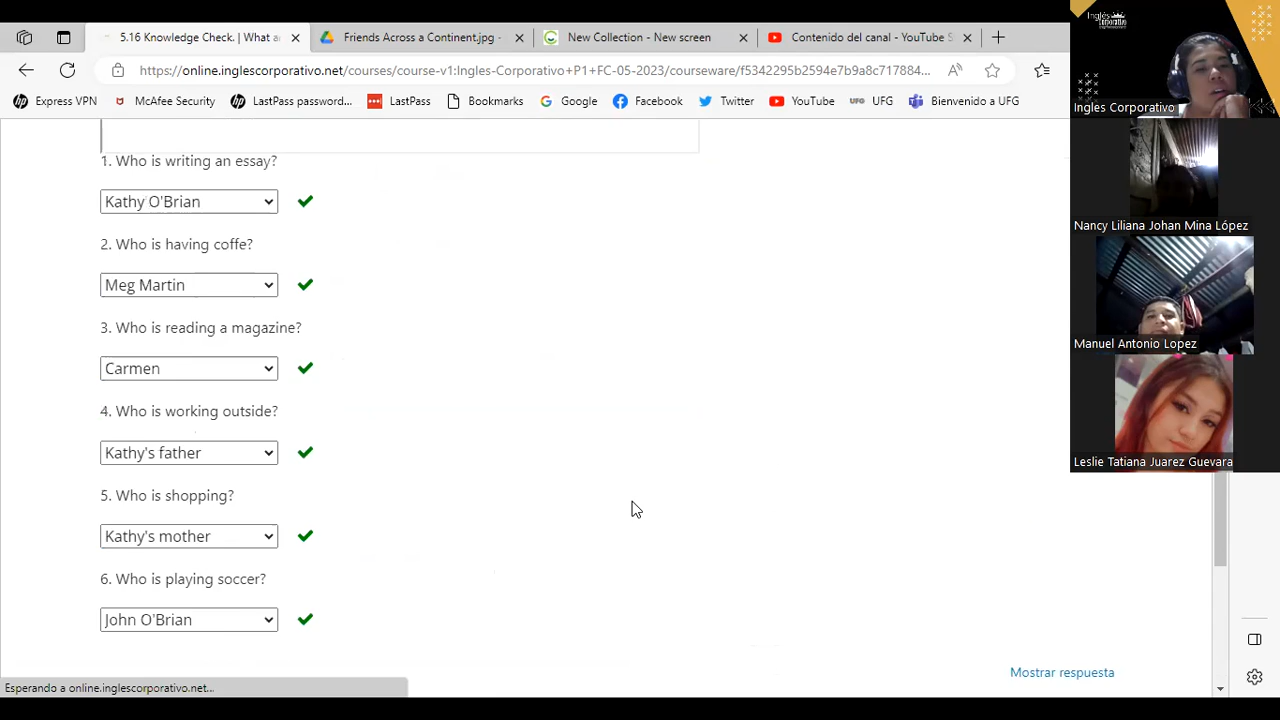 5.16 Knowledge Check. | What a
Friends Across a Continent.jpg -
New Collection - New screen
Contenido del canal - YouTube S
https://online.inglescorporativo.net/courses/course-v1:Ingles-Corporativo+P1+FC-05-2023/courseware/f5342295b2594e7b9a8c717884...
Express VPN
McAfee Security
LastPass password...
LastPass
Bookmarks
Google
Facebook
Twitter
YouTube
UFG
UFG
Bienvenido a UFG
1. Who is writing an essay?
Kathy O'Brian
2. Who is having coffe?
Meg Martin
3. Who is reading a magazine?
Carmen
4. Who is working outside?
Kathy's father
5. Who is shopping?
Kathy's mother
6. Who is playing soccer?
John O'Brian
Mostrar respuesta
Esperando a online.inglescorporativo.net...
Inglés
Corporativo
Ingles Corporativo
Nancy Liliana Johan Mina López
Manuel Antonio Lopez
Leslie Tatiana Juarez Guevara